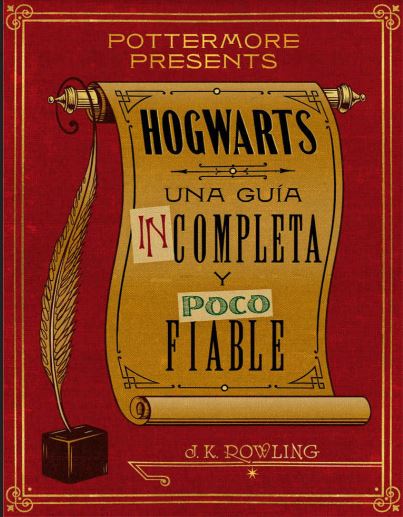 POTTERMORE
PRESENTS
HOGWARTS
UNA GUÍA
INCOMPLETA
Y
POCO
FIABLE
J. K. ROWLING